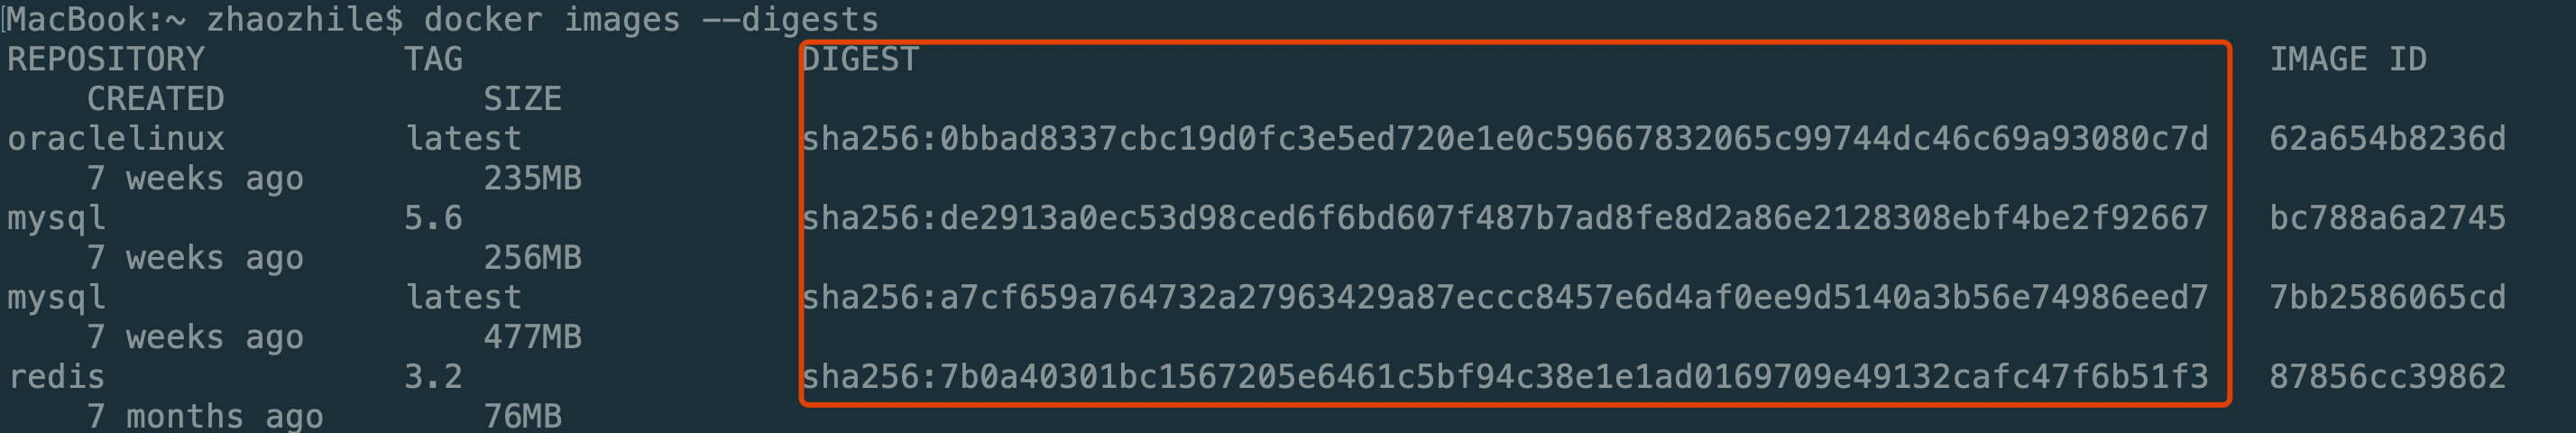 [MacBook:~ zhaozhile$ docker images --digests
REPOSITORY TAG DIGEST IMAGE ID
CREATED SIZE
oraclelinux latest sha256:0bbad8337cbc19d0fc3e5ed720e1e0c59667832065c99744dc46c69a93080c7d 62a654b8236d
7 weeks ago 235MB
mysql 5.6 sha256:de2913a0ec53d98ced6f6bd607f487b7ad8fe8d2a86e2128308ebf4be2f92667 bc788a6a2745
7 weeks ago 256MB
mysql latest sha256:a7cf659a764732a27963429a87eccc8457e6d4af0ee9d5140a3b56e74986eed7 7bb2586065cd
7 weeks ago 477MB
redis 3.2 sha256:7b0a40301bc1567205e6461c5bf94c38e1e1ad0169709e49132cafc47f6b51f3 87856cc39862
7 months ago 76MB